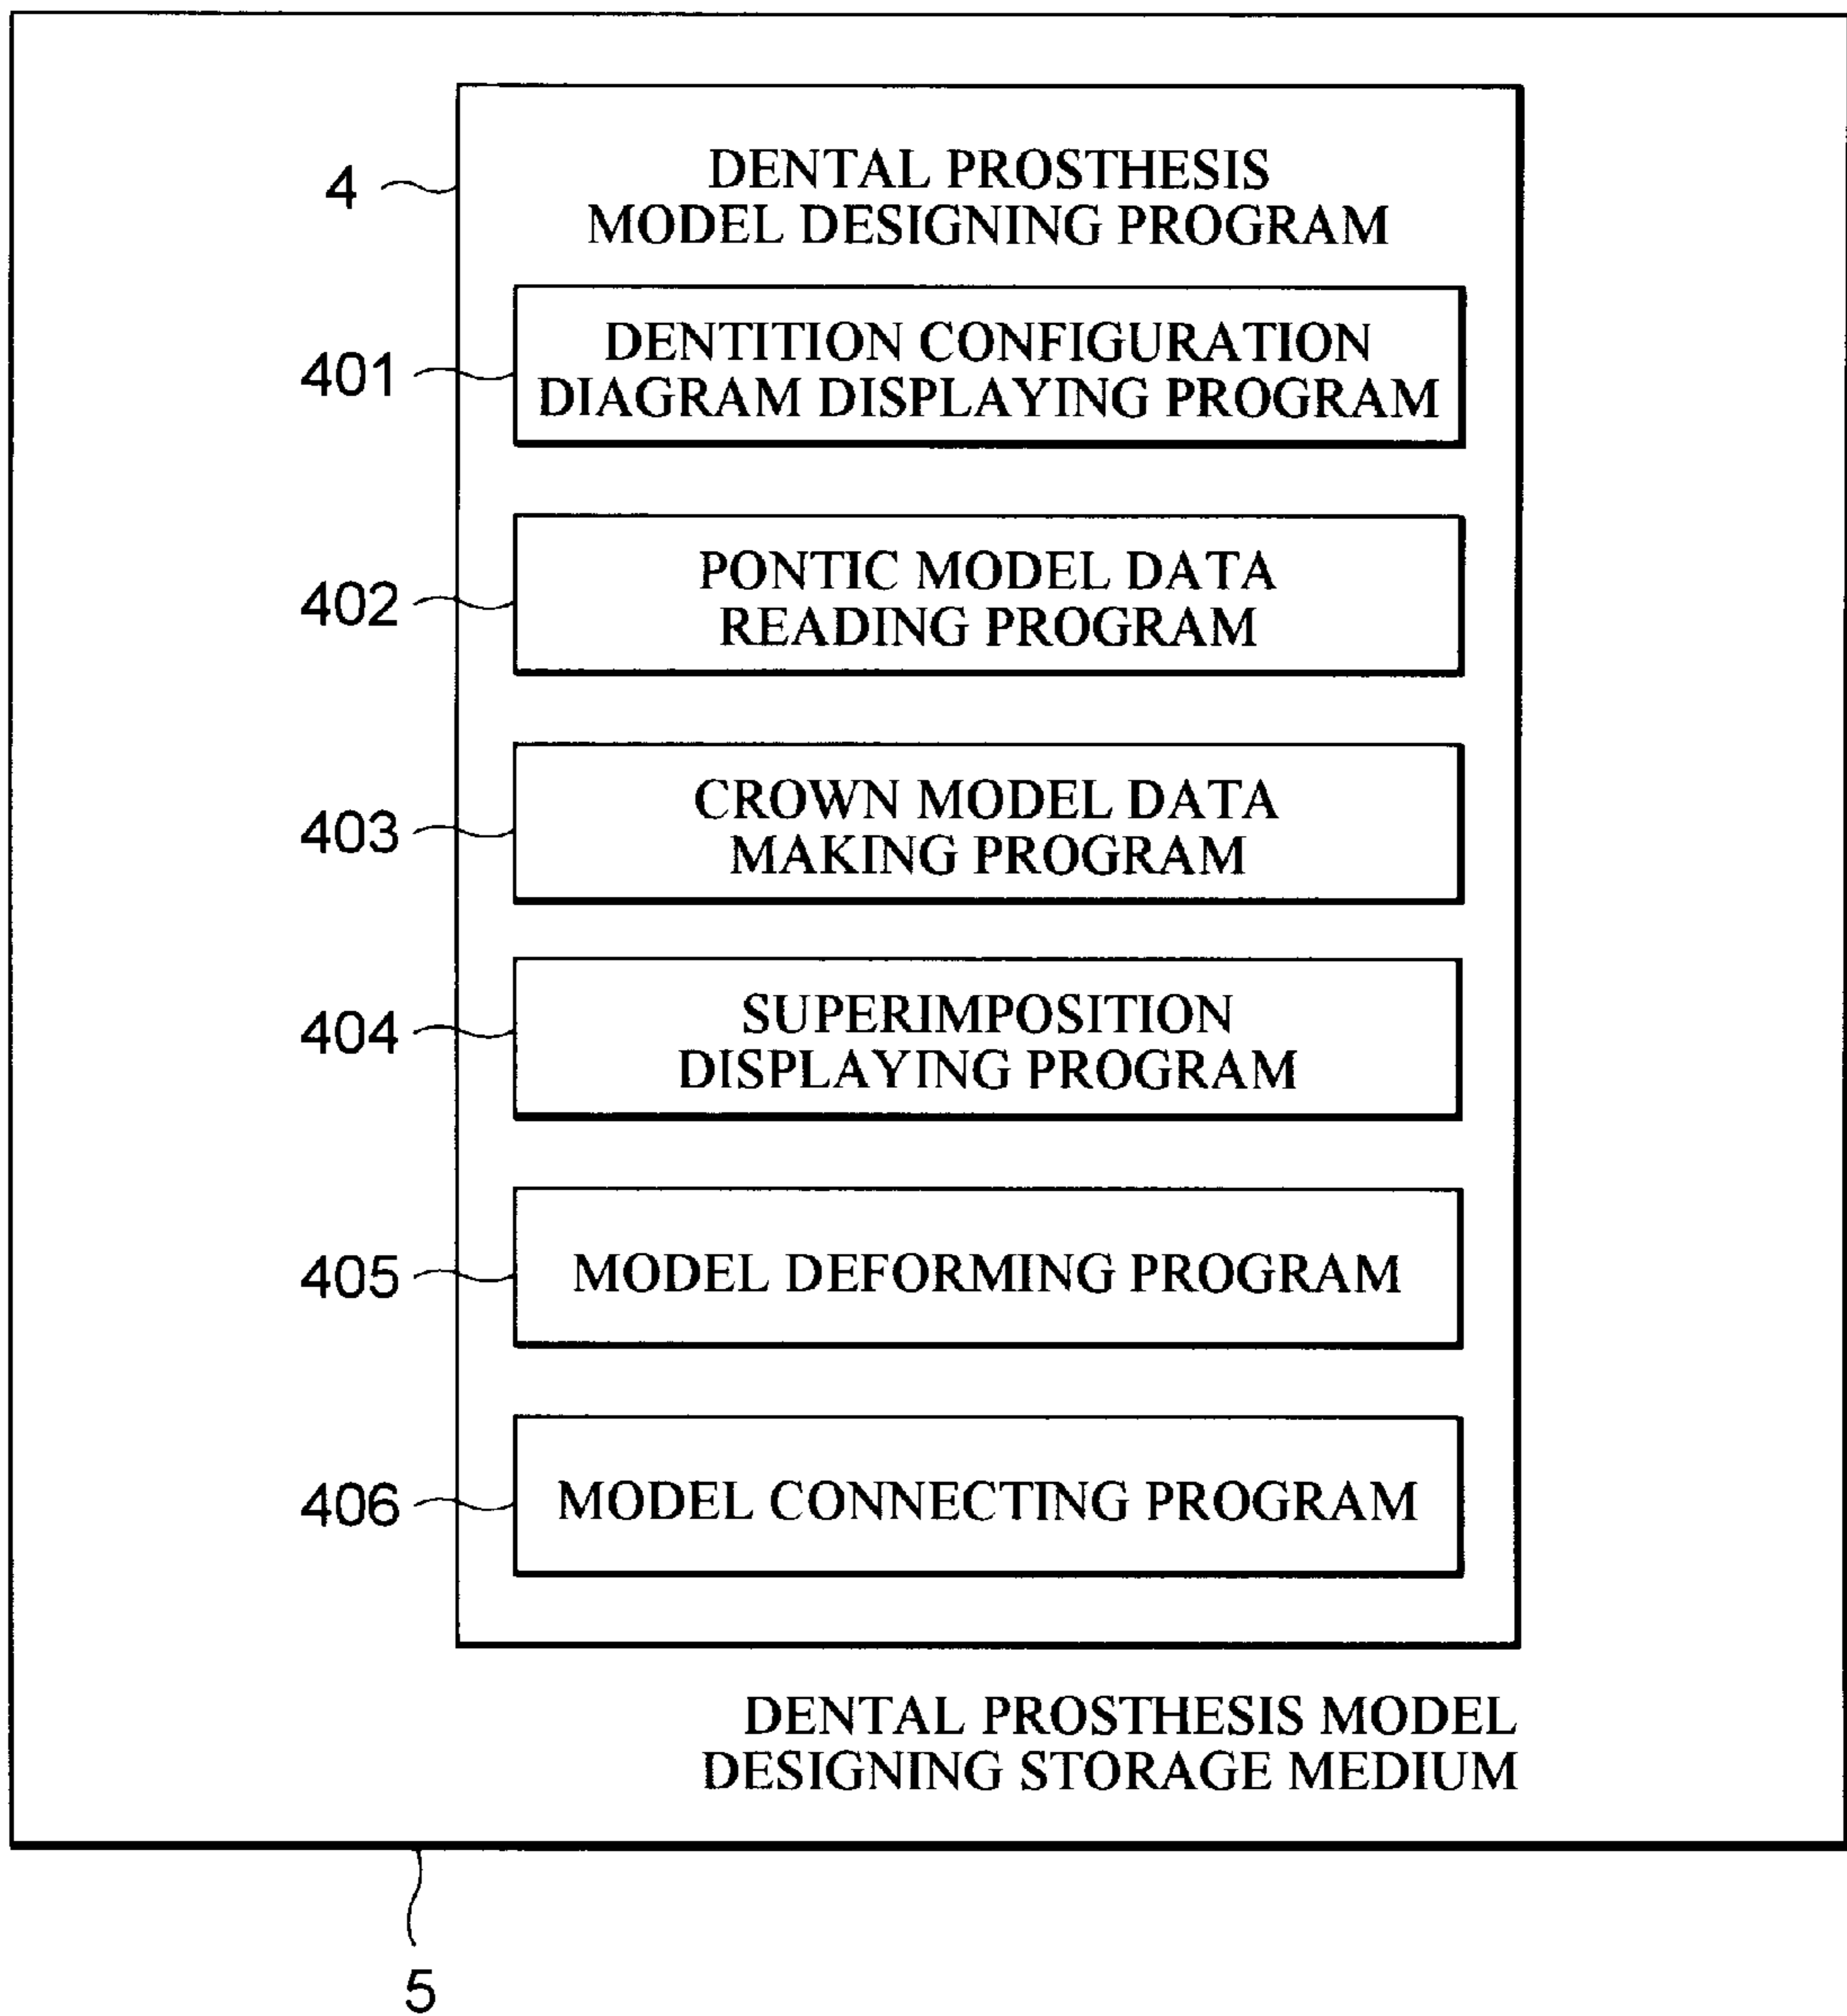 4
DENTAL PROSTHESIS
MODEL DESIGNING PROGRAM
401
DENTITION CONFIGURATION
DIAGRAM DISPLAYING PROGRAM
402
PONTIC MODEL DATA
READING PROGRAM
403
CROWN MODEL DATA
MAKING PROGRAM
404
SUPERIMPOSITION
DISPLAYING PROGRAM
405
MODEL DEFORMING PROGRAM
406
MODEL CONNECTING PROGRAM
DENTAL PROSTHESIS MODEL
DESIGNING STORAGE MEDIUM
5